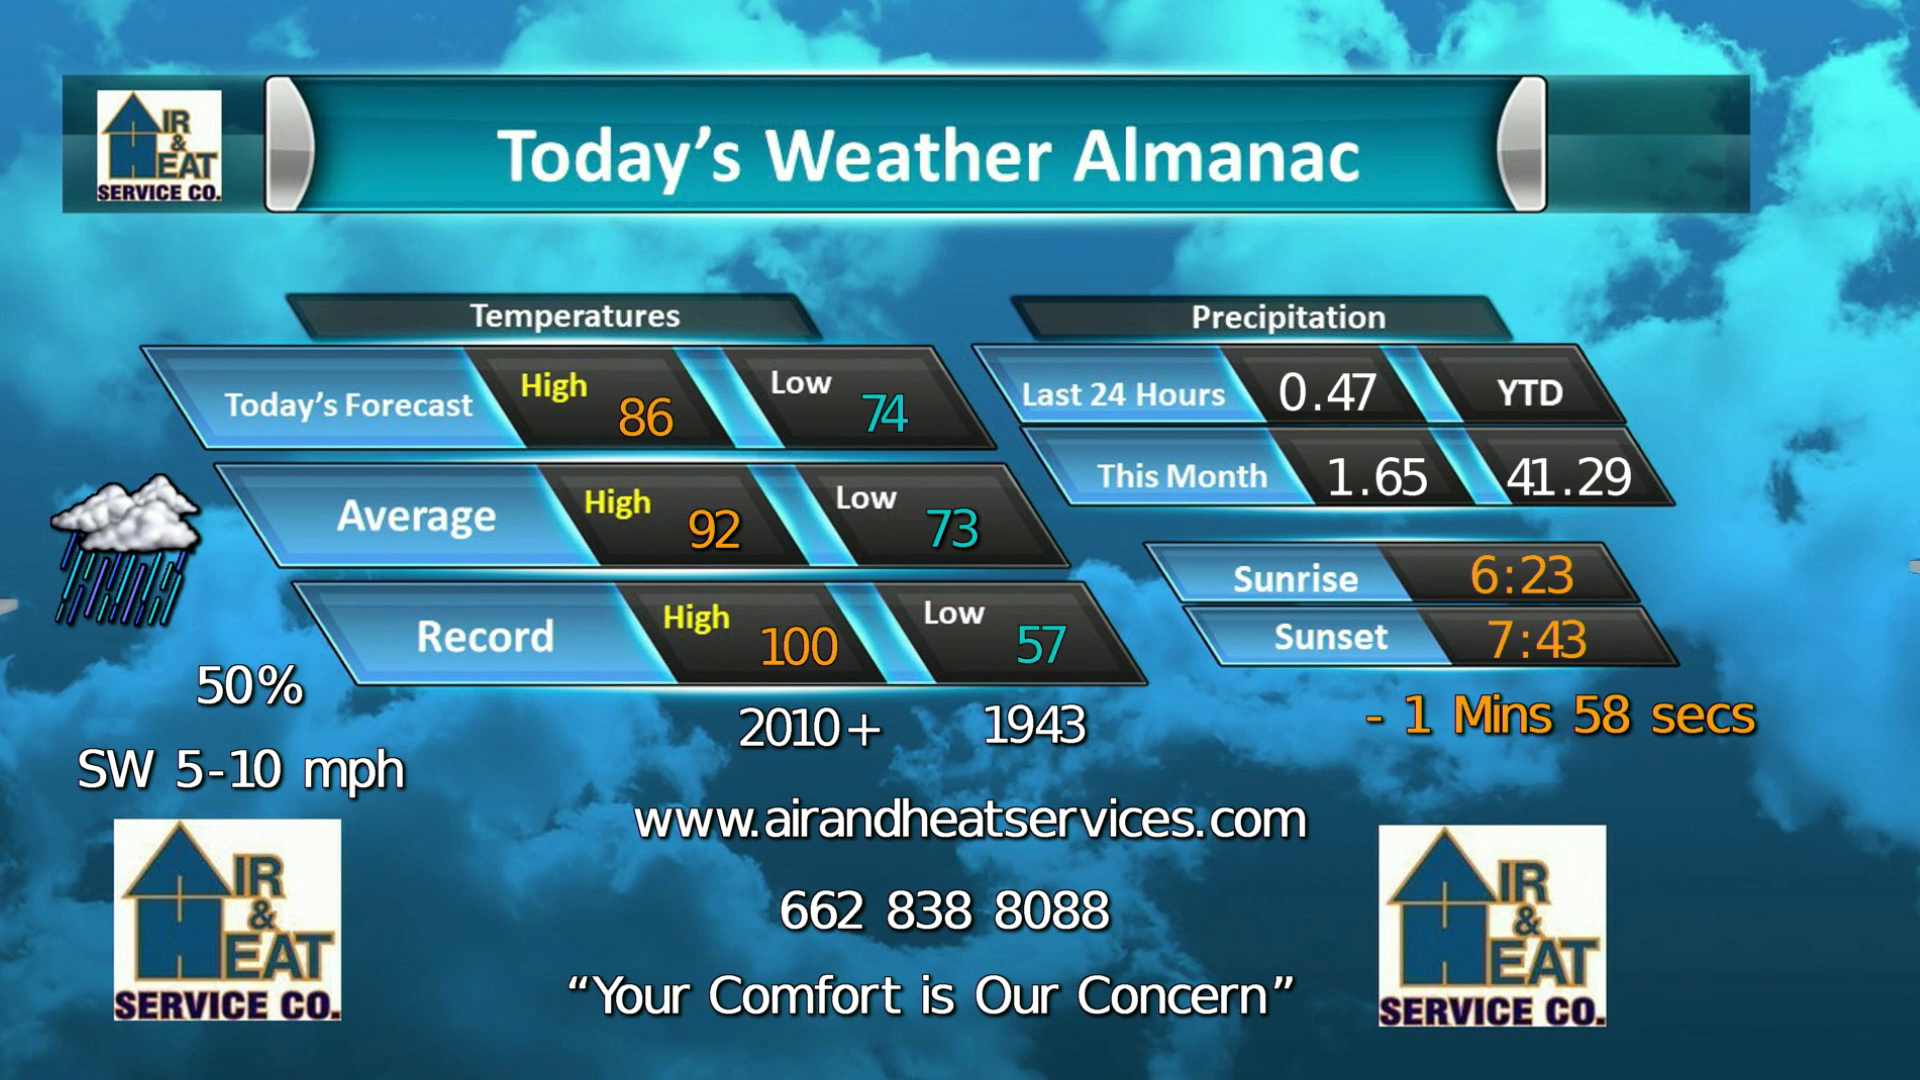 AIR
&
HEAT
SERVICE CO.
Today's Weather Almanac
Temperatures
Today's Forecast High 86 Low 74
Average High 92 Low 73
Record High 100 Low 57
2010+ 1943
Precipitation
Last 24 Hours 0.47 YTD
This Month 1.65 41.29
Sunrise 6:23
Sunset 7:43
- 1 Mins 58 secs
50%
SW 5-10 mph
www.airandheatservices.com
662 838 8088
“Your Comfort is Our Concern”
AIR
&
HEAT
SERVICE CO.
AIR
&
HEAT
SERVICE CO.